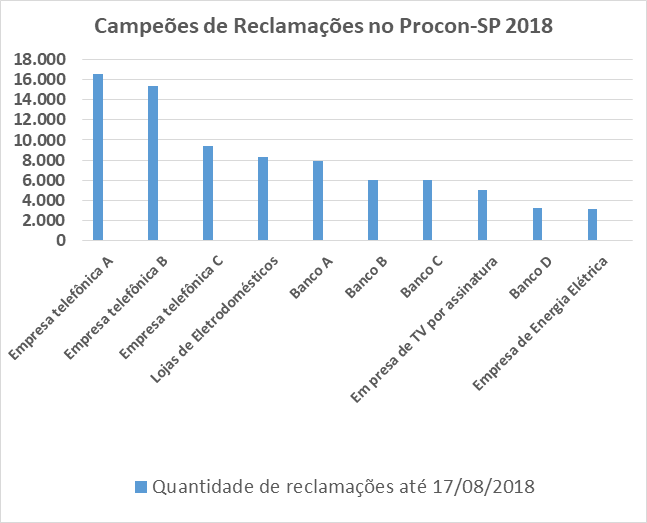 Campeões de Reclamações no Procon-SP 2018
18.000
16.000
14.000
12.000
10.000
8.000
6.000
4.000
2.000
0
Empresa telefônica A
Empresa telefônica B
Empresa telefônica C
Lojas de Eletrodomésticos
Banco A
Banco B
Banco C
Em presa de TV por assinatura
Banco D
Empresa de Energia Elétrica
Quantidade de reclamações até 17/08/2018